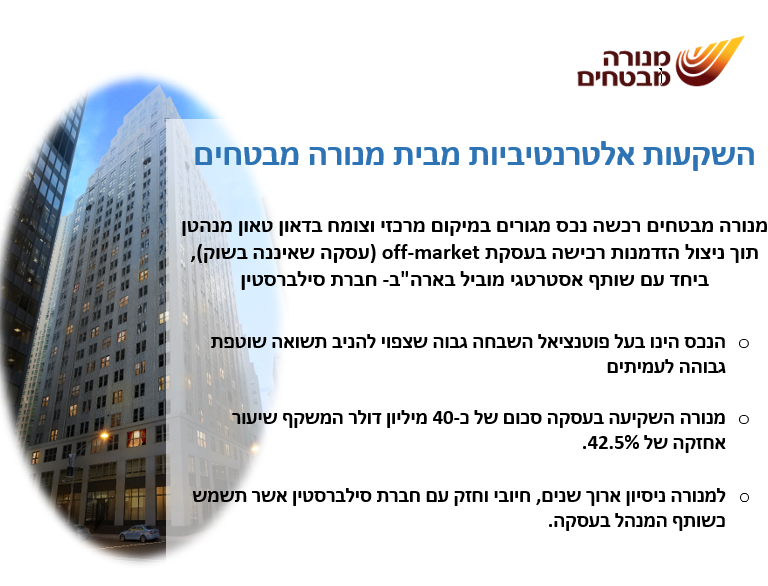 מנורה
מבטחים
השקעות אלטרנטיביות מבית מנורה מבטחים
מנורה מבטחים רכשה נכס מגורים במיקום מרכזי וצומח בדאון טאון מנהטן
תוך ניצול הזדמנות רכישה בעסקת off-market (עסקה שאיננה בשוק),
ביחד עם שותף אסטרטגי מוביל בארה"ב- חברת סילברסטין
○ הנכס הינו בעל פוטנציאל השבחה גבוה שצפוי להניב תשואה שוטפת
גבוהה לעמיתים
○ מנורה השקיעה בעסקה סכום של כ-40 מיליון דולר המשקף שיעור
אחזקה של 42.5%.
○ למנורה ניסיון ארוך שנים, חיובי וחזק עם חברת סילברסטין אשר תשמש
כשותף המנהל בעסקה.